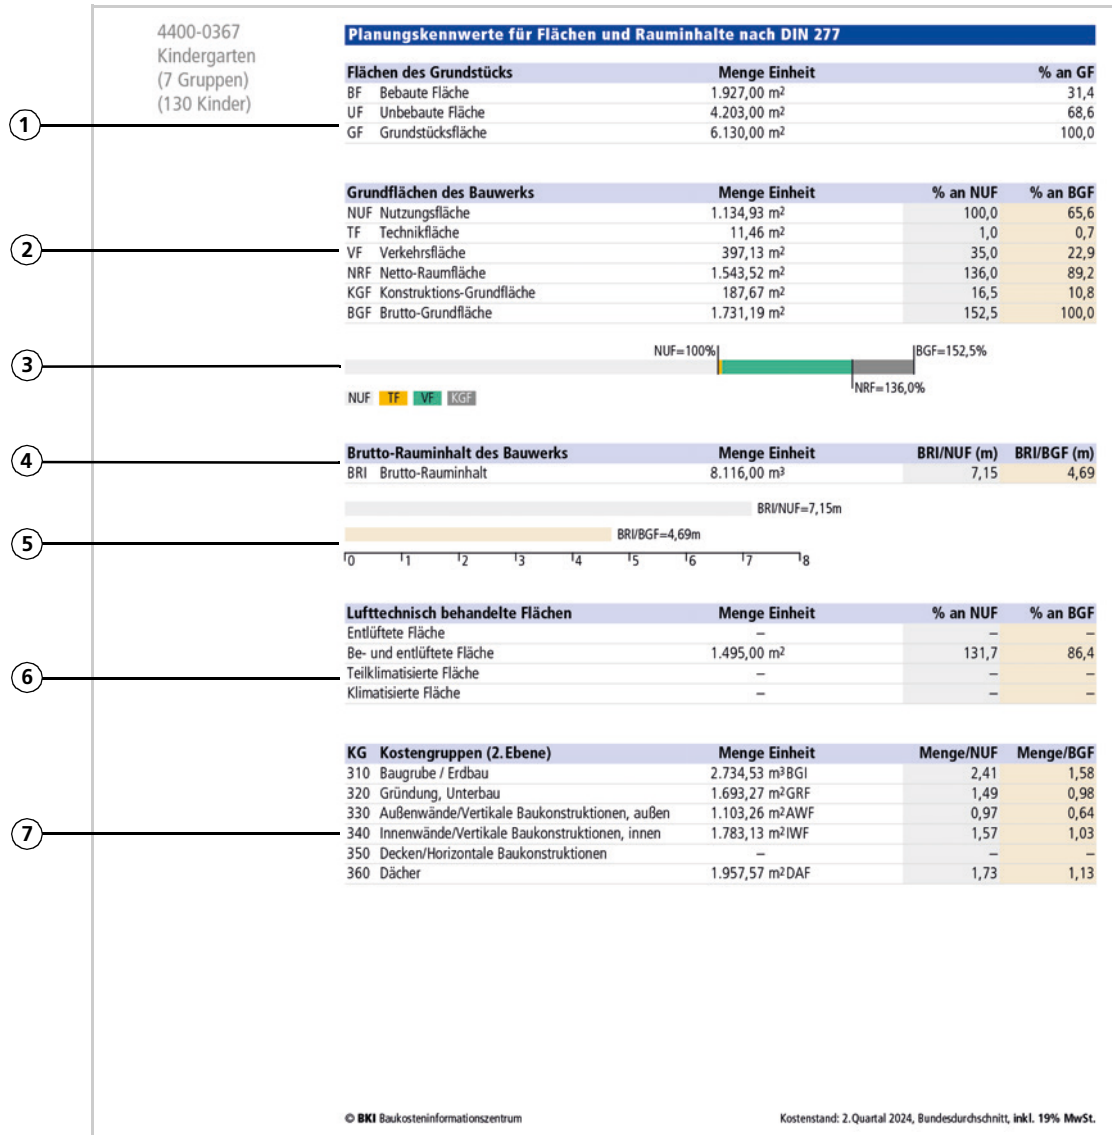 4400-0367
Kindergarten
(7 Gruppen)
(130 Kinder)
Planungskennwerte für Flächen und Rauminhalte nach DIN 277
Flächen des Grundstücks Menge Einheit % an GF
BF Bebaute Fläche 1.927,00 m² 31,4
UF Unbebaute Fläche 4.203,00 m² 68,6
① GF Grundstücksfläche 6.130,00 m² 100,0
Grundflächen des Bauwerks Menge Einheit % an NUF % an BGF
NUF Nutzungsfläche 1.134,93 m² 100,0 65,6
TF Technikfläche 11,46 m² 1,0 0,7
② VF Verkehrsfläche 397,13 m² 35,0 22,9
NRF Netto-Raumfläche 1.543,52 m² 136,0 89,2
KGF Konstruktions-Grundfläche 187,67 m² 16,5 10,8
BGF Brutto-Grundfläche 1.731,19 m² 152,5 100,0
NUF=100% BGF=152,5%
③
NRF=136,0%
NUF TF VF KGF
Brutto-Rauminhalt des Bauwerks Menge Einheit BRI/NUF (m) BRI/BGF (m)
④
BRI Brutto-Rauminhalt 8.116,00 m³ 7,15 4,69
BRI/NUF=7,15m
BRI/BGF=4,69m
⑤
0 1 2 3 4 5 6 7 8
Lufttechnisch behandelte Flächen Menge Einheit % an NUF % an BGF
Entlüftete Fläche – – –
Be- und entlüftete Fläche 1.495,00 m² 131,7 86,4
⑥ Teilklimatisierte Fläche – – –
Klimatisierte Fläche – – –
KG Kostengruppen (2.Ebene) Menge Einheit Menge/NUF Menge/BGF
310 Baugrube / Erdbau 2.734,53 m³ BGI 2,41 1,58
320 Gründung, Unterbau 1.693,27 m² GRF 1,49 0,98
330 Außenwände/Vertikale Baukonstruktionen, außen 1.103,26 m² AWF 0,97 0,64
⑦ 340 Innenwände/Vertikale Baukonstruktionen, innen 1.783,13 m² IWF 1,57 1,03
350 Decken/Horizontale Baukonstruktionen – – –
360 Dächer 1.957,57 m² DAF 1,73 1,13
© BKI Baukosteninformationszentrum Kostenstand: 2.Quartal 2024, Bundesdurchschnitt, inkl. 19% MwSt.